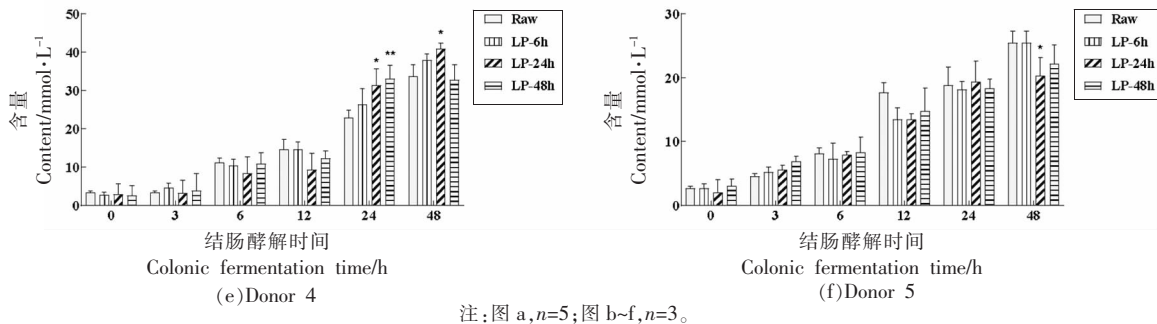 50
40
30
20
10
0
含量
Content/mmol·L⁻¹
Raw
LP-6h
LP-24h
LP-48h
* ** *
0 3 6 12 24 48
结肠酵解时间
Colonic fermentation time/h
(e)Donor 4
30
20
10
0
含量
Content/mmol·L⁻¹
Raw
LP-6h
LP-24h
LP-48h
*
0 3 6 12 24 48
结肠酵解时间
Colonic fermentation time/h
(f)Donor 5
注:图 a,n=5;图 b~f,n=3。